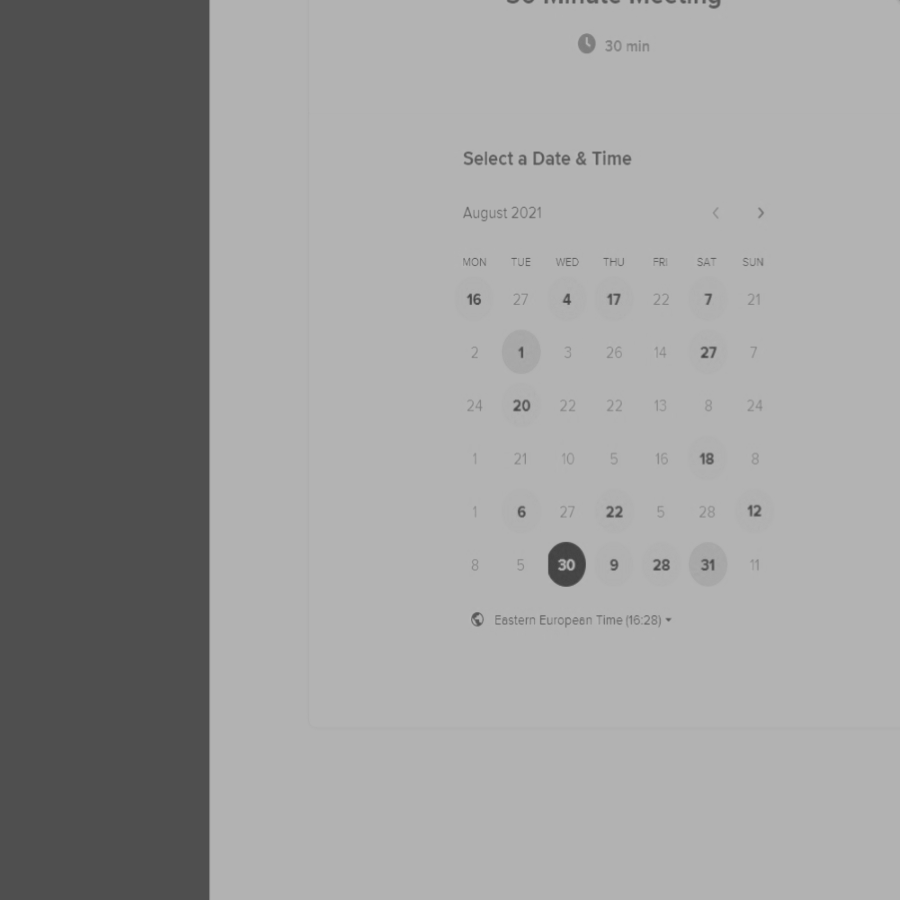 30 min
Select a Date & Time
August 2021
MON TUE WED THU FRI SAT SUN
16 27 4 17 22 7 21
2 1 3 26 14 27 7
24 20 22 22 13 8 24
1 21 10 5 16 18 8
1 6 27 22 5 28 12
8 5 30 9 28 31 11
Eastern European Time (16:28)